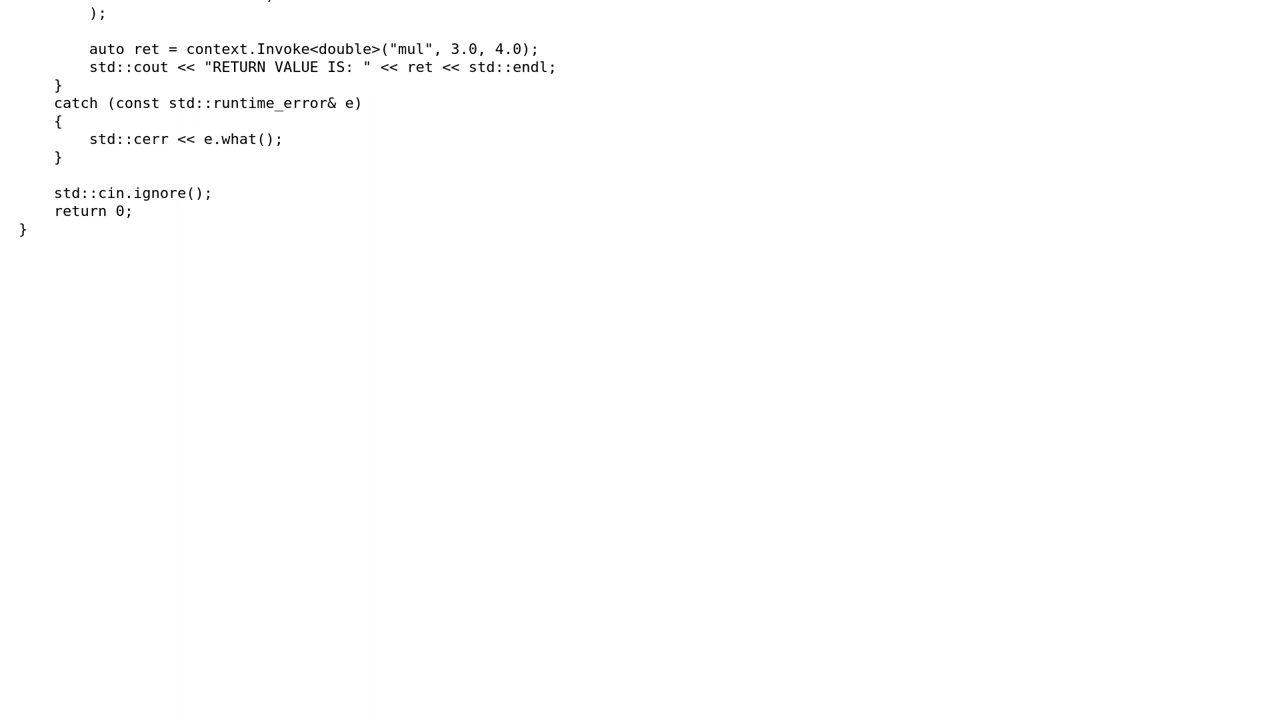 );

        auto ret = context.Invoke<double>("mul", 3.0, 4.0);
        std::cout << "RETURN VALUE IS: " << ret << std::endl;
    }
    catch (const std::runtime_error& e)
    {
        std::cerr << e.what();
    }

    std::cin.ignore();
    return 0;
}